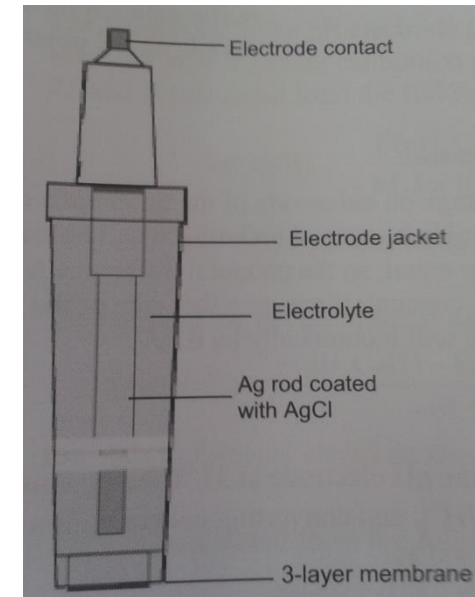 Electrode contact
Electrode jacket
Electrolyte
Ag rod coated
with AgCl
3-layer membrane